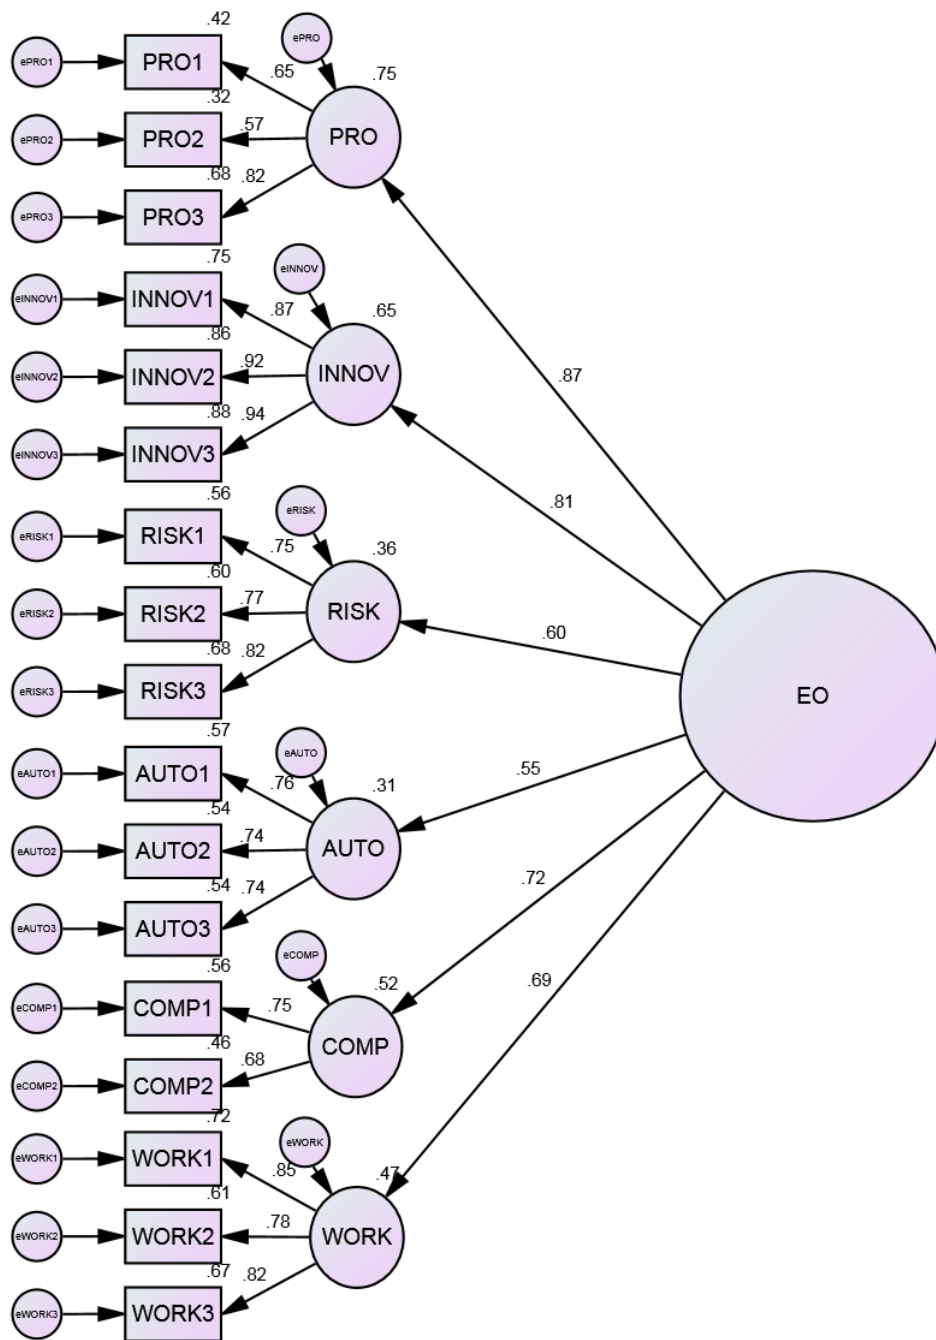 .42
ePRO1
PRO1
ePRO
.65
.75
.32
ePRO2
PRO2
.57
PRO
.68
.82
ePRO3
PRO3
.75
eINNOV
eINNOV1
INNOV1
.87
.65
.86
eINNOV2
INNOV2
.92
INNOV
.87
.88
.94
eINNOV3
INNOV3
.81
.56
eRISK
eRISK1
RISK1
.75
.36
.60
eRISK2
RISK2
.77
RISK
.60
.68
.82
eRISK3
RISK3
EO
.57
eAUTO
eAUTO1
AUTO1
.76
.31
.55
.54
eAUTO2
AUTO2
.74
AUTO
.54
.74
eAUTO3
AUTO3
.72
.56
eCOMP
eCOMP1
COMP1
.75
.52
.69
.46
eCOMP2
COMP2
.68
COMP
.72
eWORK
eWORK1
WORK1
.85
.47
.61
eWORK2
WORK2
.78
WORK
.67
.82
eWORK3
WORK3